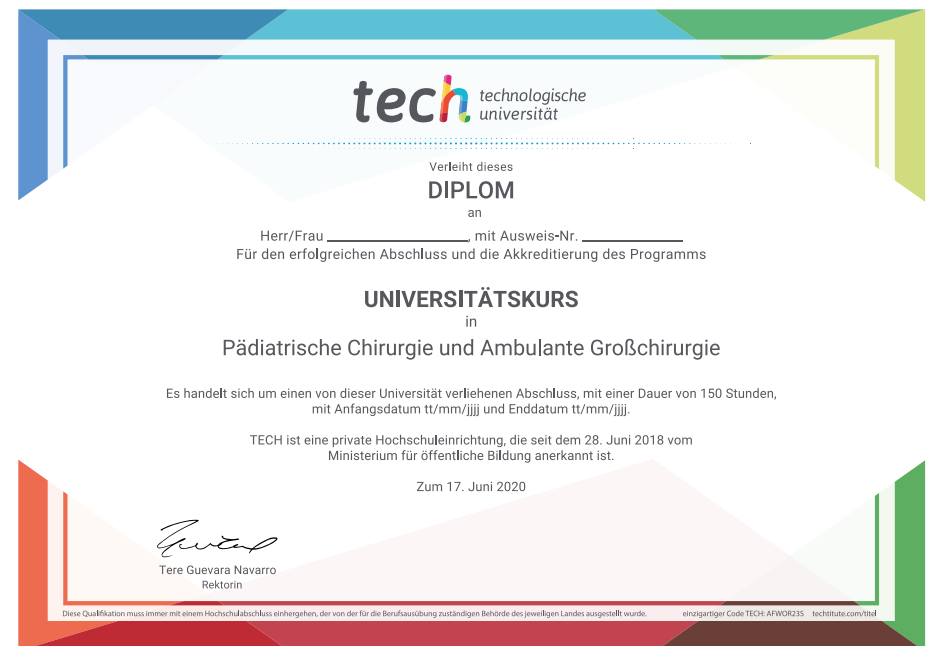 tech technologische
universität
Verleiht dieses
DIPLOM
an
Herr/Frau ____________________, mit Ausweis-Nr. ______________
Für den erfolgreichen Abschluss und die Akkreditierung des Programms
UNIVERSITÄTSKURS
in
Pädiatrische Chirurgie und Ambulante Großchirurgie
Es handelt sich um einen von dieser Universität verliehenen Abschluss, mit einer Dauer von 150 Stunden,
mit Anfangsdatum tt/mm/jjjj und Enddatum tt/mm/jjjj.
TECH ist eine private Hochschuleinrichtung, die seit dem 28. Juni 2018 vom
Ministerium für öffentliche Bildung anerkannt ist.
Zum 17. Juni 2020
Tere Guevara Navarro
Rektorin
Diese Qualifikation muss immer mit einem Hochschulabschluss einhergehen, der von der für die Berufsausübung zuständigen Behörde des jeweiligen Landes ausgestellt wurde. einzigartiger Code TECH: AFWOR23S techtitute.com/titel